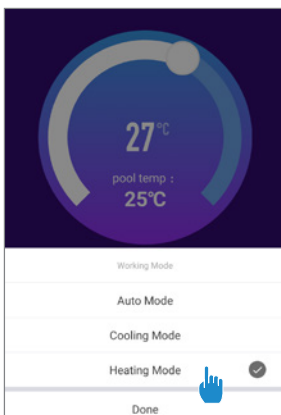 27°C
pool temp :
25°C
Working Mode
Auto Mode
Cooling Mode
Heating Mode
Done